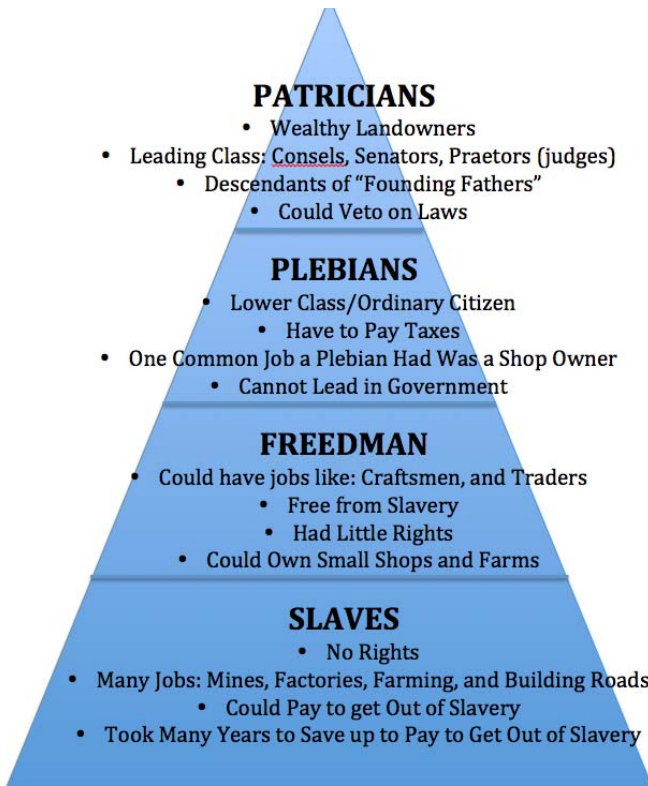 PATRICIANS
• Wealthy Landowners
• Leading Class: Consels, Senators, Praetors (judges)
• Descendants of “Founding Fathers”
• Could Veto on Laws
PLEBIANS
• Lower Class/Ordinary Citizen
• Have to Pay Taxes
• One Common Job a Plebian Had Was a Shop Owner
• Cannot Lead in Government
FREEDMAN
• Could have jobs like: Craftsmen, and Traders
• Free from Slavery
• Had Little Rights
• Could Own Small Shops and Farms
SLAVES
• No Rights
• Many Jobs: Mines, Factories, Farming, and Building Roads
• Could Pay to get Out of Slavery
• Took Many Years to Save up to Pay to Get Out of Slavery